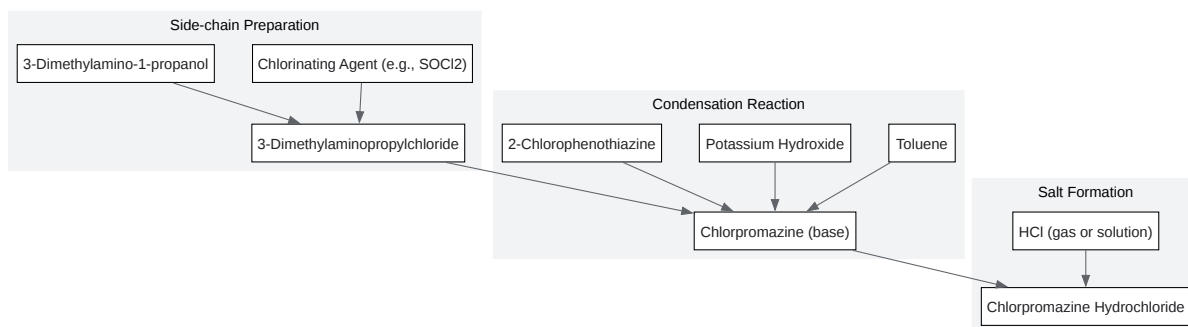 Side-chain Preparation
3-Dimethylamino-1-propanol
Chlorinating Agent (e.g., SOCl2)
3-Dimethylaminopropylchloride
Condensation Reaction
2-Chlorophenothiazine
Potassium Hydroxide
Toluene
Chlorpromazine (base)
Salt Formation
HCl (gas or solution)
Chlorpromazine Hydrochloride